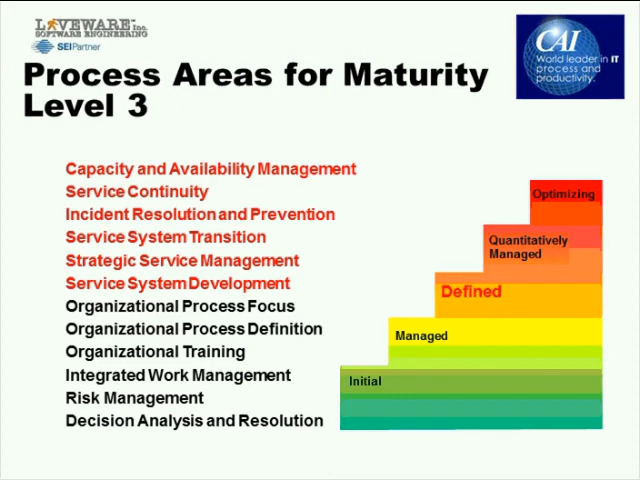 LOVEWARE Inc.
SOFTWARE ENGINEERING
SEI Partner
CAI
World leader in IT
process and
productivity.
Process Areas for Maturity
Level 3
Capacity and Availability Management
Service Continuity
Incident Resolution and Prevention
Service System Transition
Strategic Service Management
Service System Development
Organizational Process Focus
Organizational Process Definition
Organizational Training
Integrated Work Management
Risk Management
Decision Analysis and Resolution
Optimizing
Quantitatively
Managed
Defined
Managed
Initial